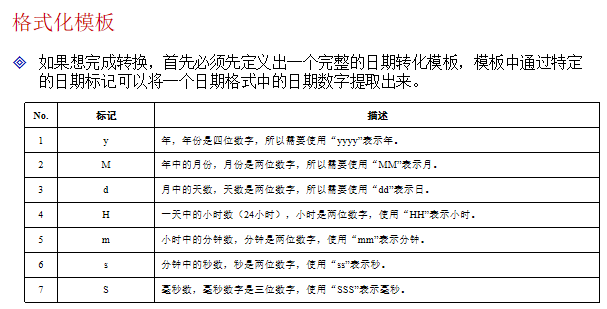 格式化模板
如果想完成转换，首先必须先定义出一个完整的日期转化模板，模板中通过特定
的日期标记可以将一个日期格式中的日期数字提取出来。
No. 标记 描述
1 y 年，年份是四位数字，所以需要使用“yyyy”表示年。
2 M 年中的月份，月份是两位数字，所以需要使用“MM”表示月。
3 d 月中的天数，天数是两位数字，所以需要使用“dd”表示日。
4 H 一天中的小时数（24小时），小时是两位数字，使用“HH”表示小时。
5 m 小时中的分钟数，分钟是两位数字，使用“mm”表示分钟。
6 s 分钟中的秒数，秒是两位数字，使用“ss”表示秒。
7 S 毫秒数，毫秒数字是三位数字，使用“SSS”表示毫秒。